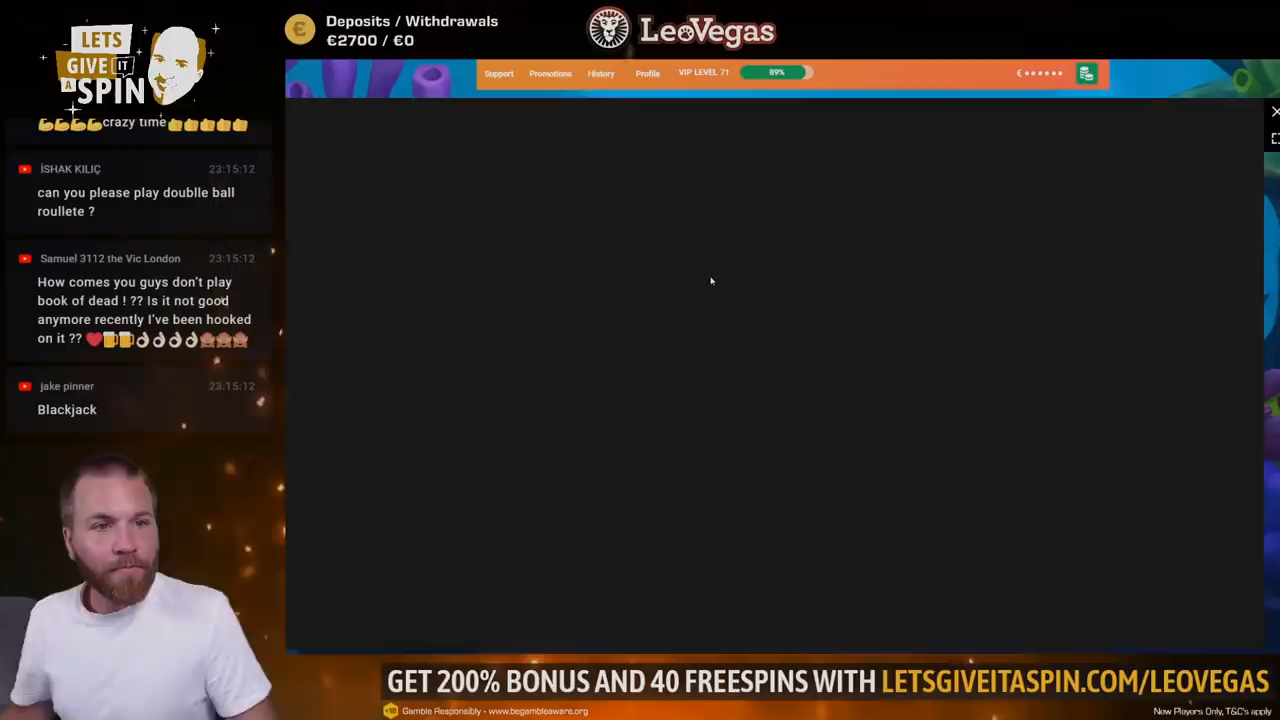 LETS
GIVE IT
A SPIN
Deposits / Withdrawals
€2700 / €0
LeoVegas
Support
Promotions
History
Profile
VIP LEVEL 71
89%
crazy time
İSHAK KILIÇ
23:15:12
can you please play doublle ball
roullete ?
Samuel 3112 the Vic London
23:15:12
How comes you guys don't play
book of dead ! ?? Is it not good
anymore recently I've been hooked
on it ??
jake pinner
23:15:12
Blackjack
GET 200% BONUS AND 40 FREESPINS WITH LETSGIVEITASPIN.COM/LEOVEGAS
Gamble Responsibly - www.begambleaware.org
New Players Only, T&C's apply